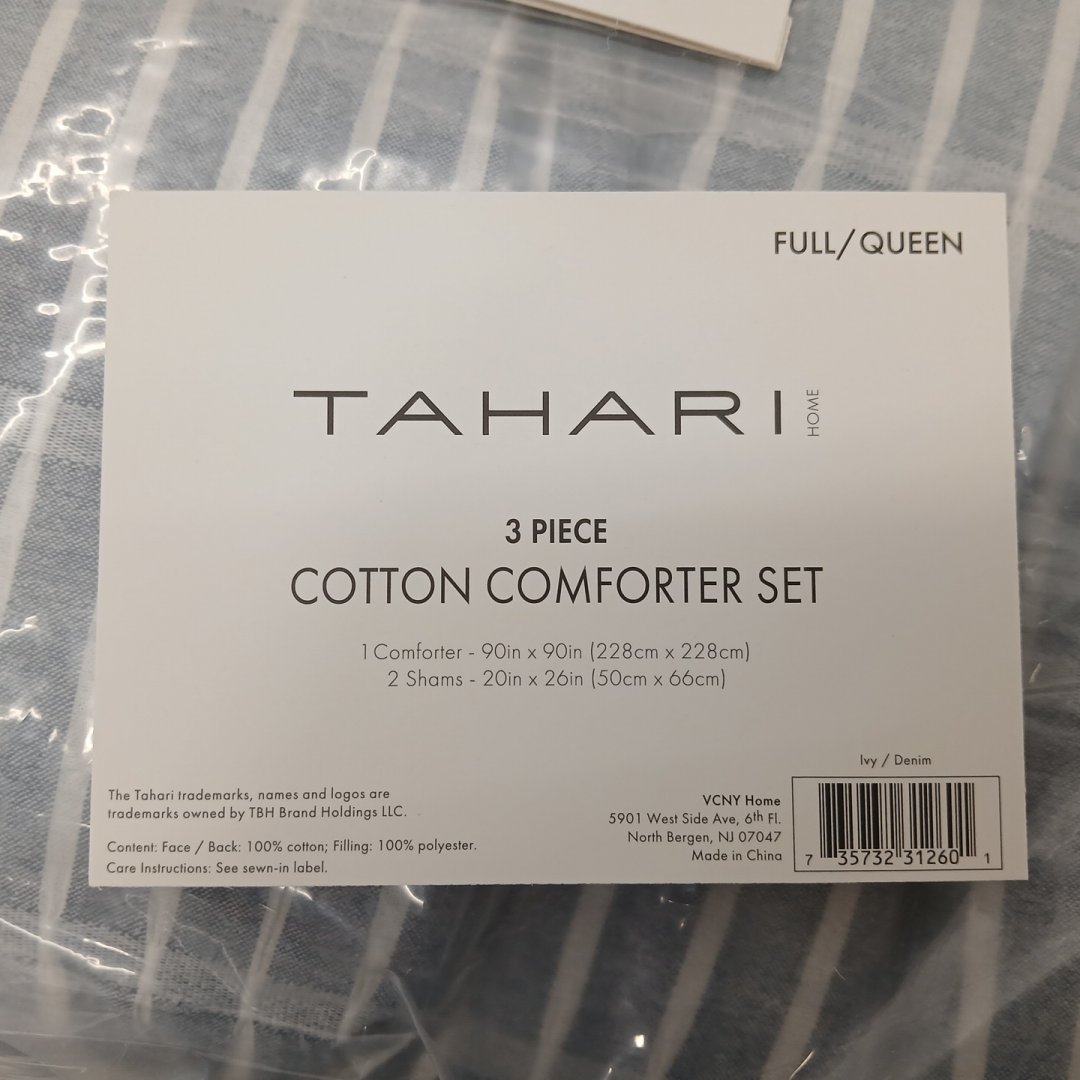 FULL/QUEEN
TAHARI HOME
3 PIECE
COTTON COMFORTER SET
1 Comforter - 90in x 90in (228cm x 228cm)
2 Shams - 20in x 26in (50cm x 66cm)
Ivy / Denim
The Tahari trademarks, names and logos are
trademarks owned by TBH Brand Holdings LLC.
Content: Face / Back: 100% cotton; Filling: 100% polyester.
Care Instructions: See sewn-in label.
VCNY Home
5901 West Side Ave, 6th Fl.
North Bergen, NJ 07047
Made in China
7 35732 31260 1